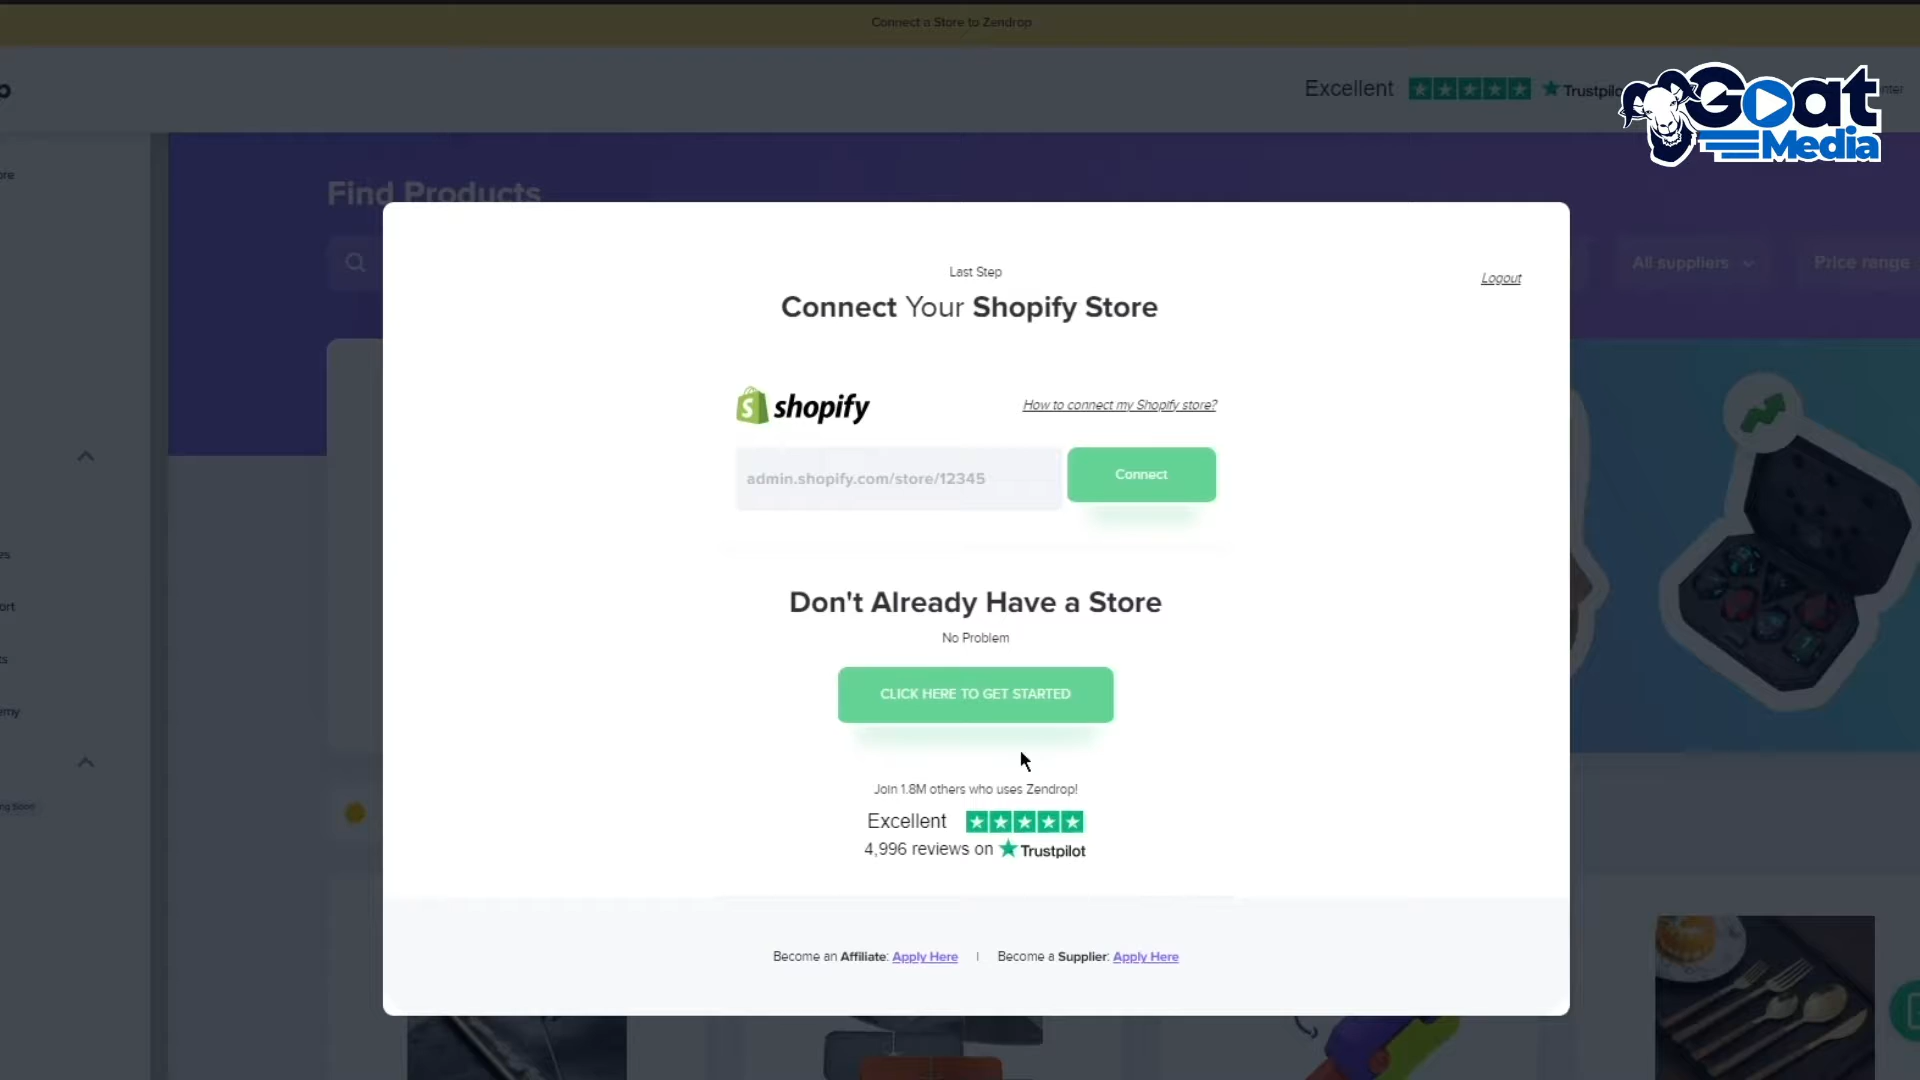 Connect a Store to Zendrop
Excellent
Trustpilo
Goat
Media
Find Products
All suppliers
Price range
Last Step
Logout
Connect Your Shopify Store
shopify
How to connect my Shopify store?
admin.shopify.com/store/12345
Connect
Don't Already Have a Store
No Problem
CLICK HERE TO GET STARTED
Join 1.8M others who uses Zendrop!
Excellent
4,996 reviews on Trustpilot
Become an Affiliate: Apply Here | Become a Supplier: Apply Here